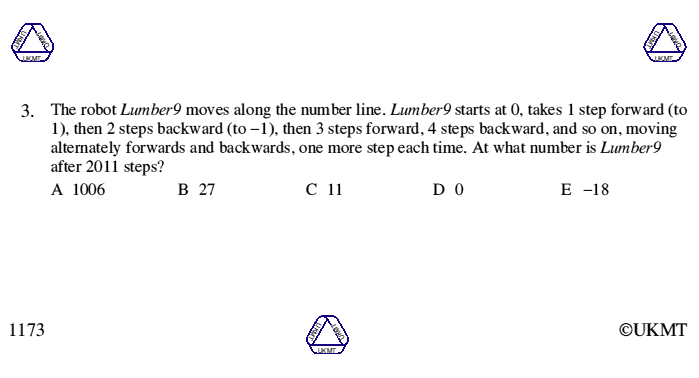 UKMT UKMT UKMT
UKMT UKMT UKMT
3. The robot Lumber9 moves along the number line. Lumber9 starts at 0, takes 1 step forward (to
1), then 2 steps backward (to −1), then 3 steps forward, 4 steps backward, and so on, moving
alternately forwards and backwards, one more step each time. At what number is Lumber9
after 2011 steps?
A 1006 B 27 C 11 D 0 E −18
1173
UKMT UKMT UKMT
©UKMT